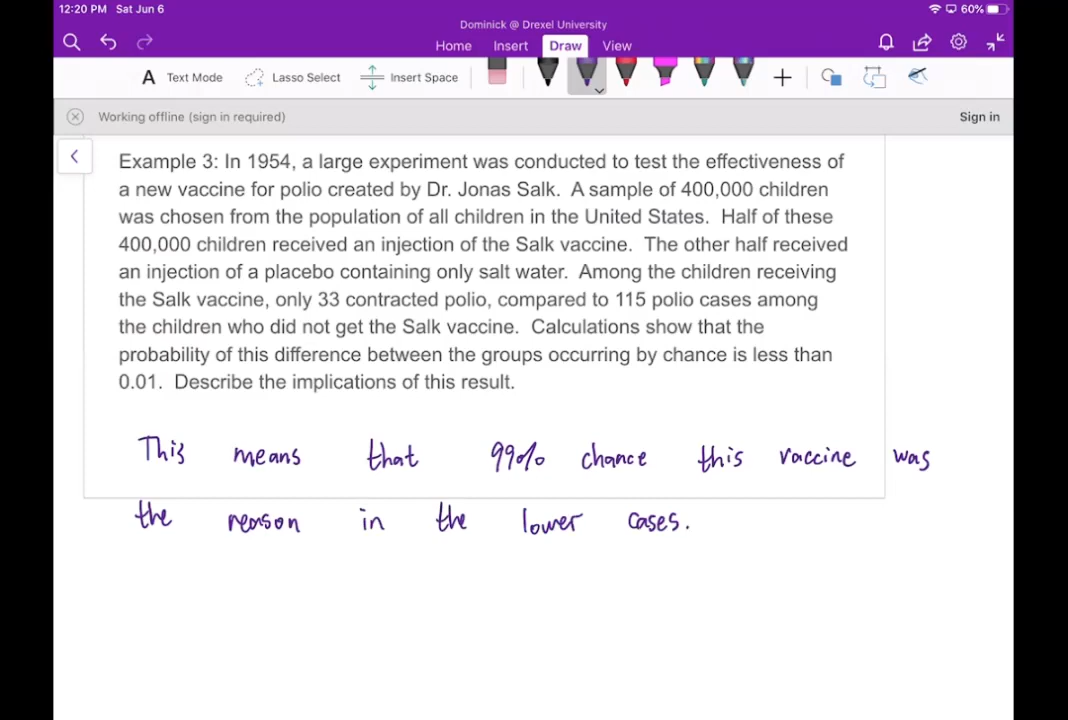 12:20 PM Sat Jun 6
60%
Dominick @ Drexel University
Home Insert Draw View
A Text Mode Lasso Select Insert Space
Working offline (sign in required) Sign in
Example 3: In 1954, a large experiment was conducted to test the effectiveness of
a new vaccine for polio created by Dr. Jonas Salk. A sample of 400,000 children
was chosen from the population of all children in the United States. Half of these
400,000 children received an injection of the Salk vaccine. The other half received
an injection of a placebo containing only salt water. Among the children receiving
the Salk vaccine, only 33 contracted polio, compared to 115 polio cases among
the children who did not get the Salk vaccine. Calculations show that the
probability of this difference between the groups occurring by chance is less than
0.01. Describe the implications of this result.
This means that 99% chance this vaccine was
the reason in the lower cases.